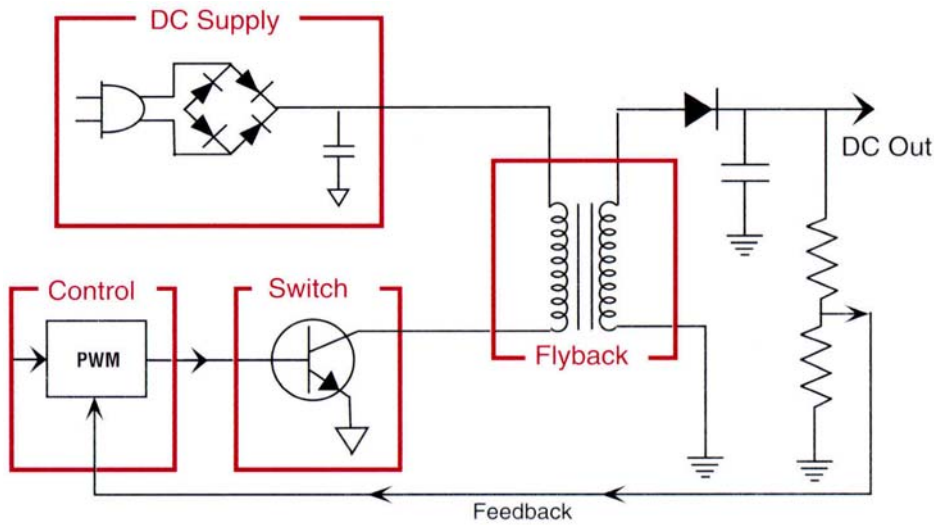 DC Supply
DC Out
Control
Switch
PWM
Flyback
Feedback